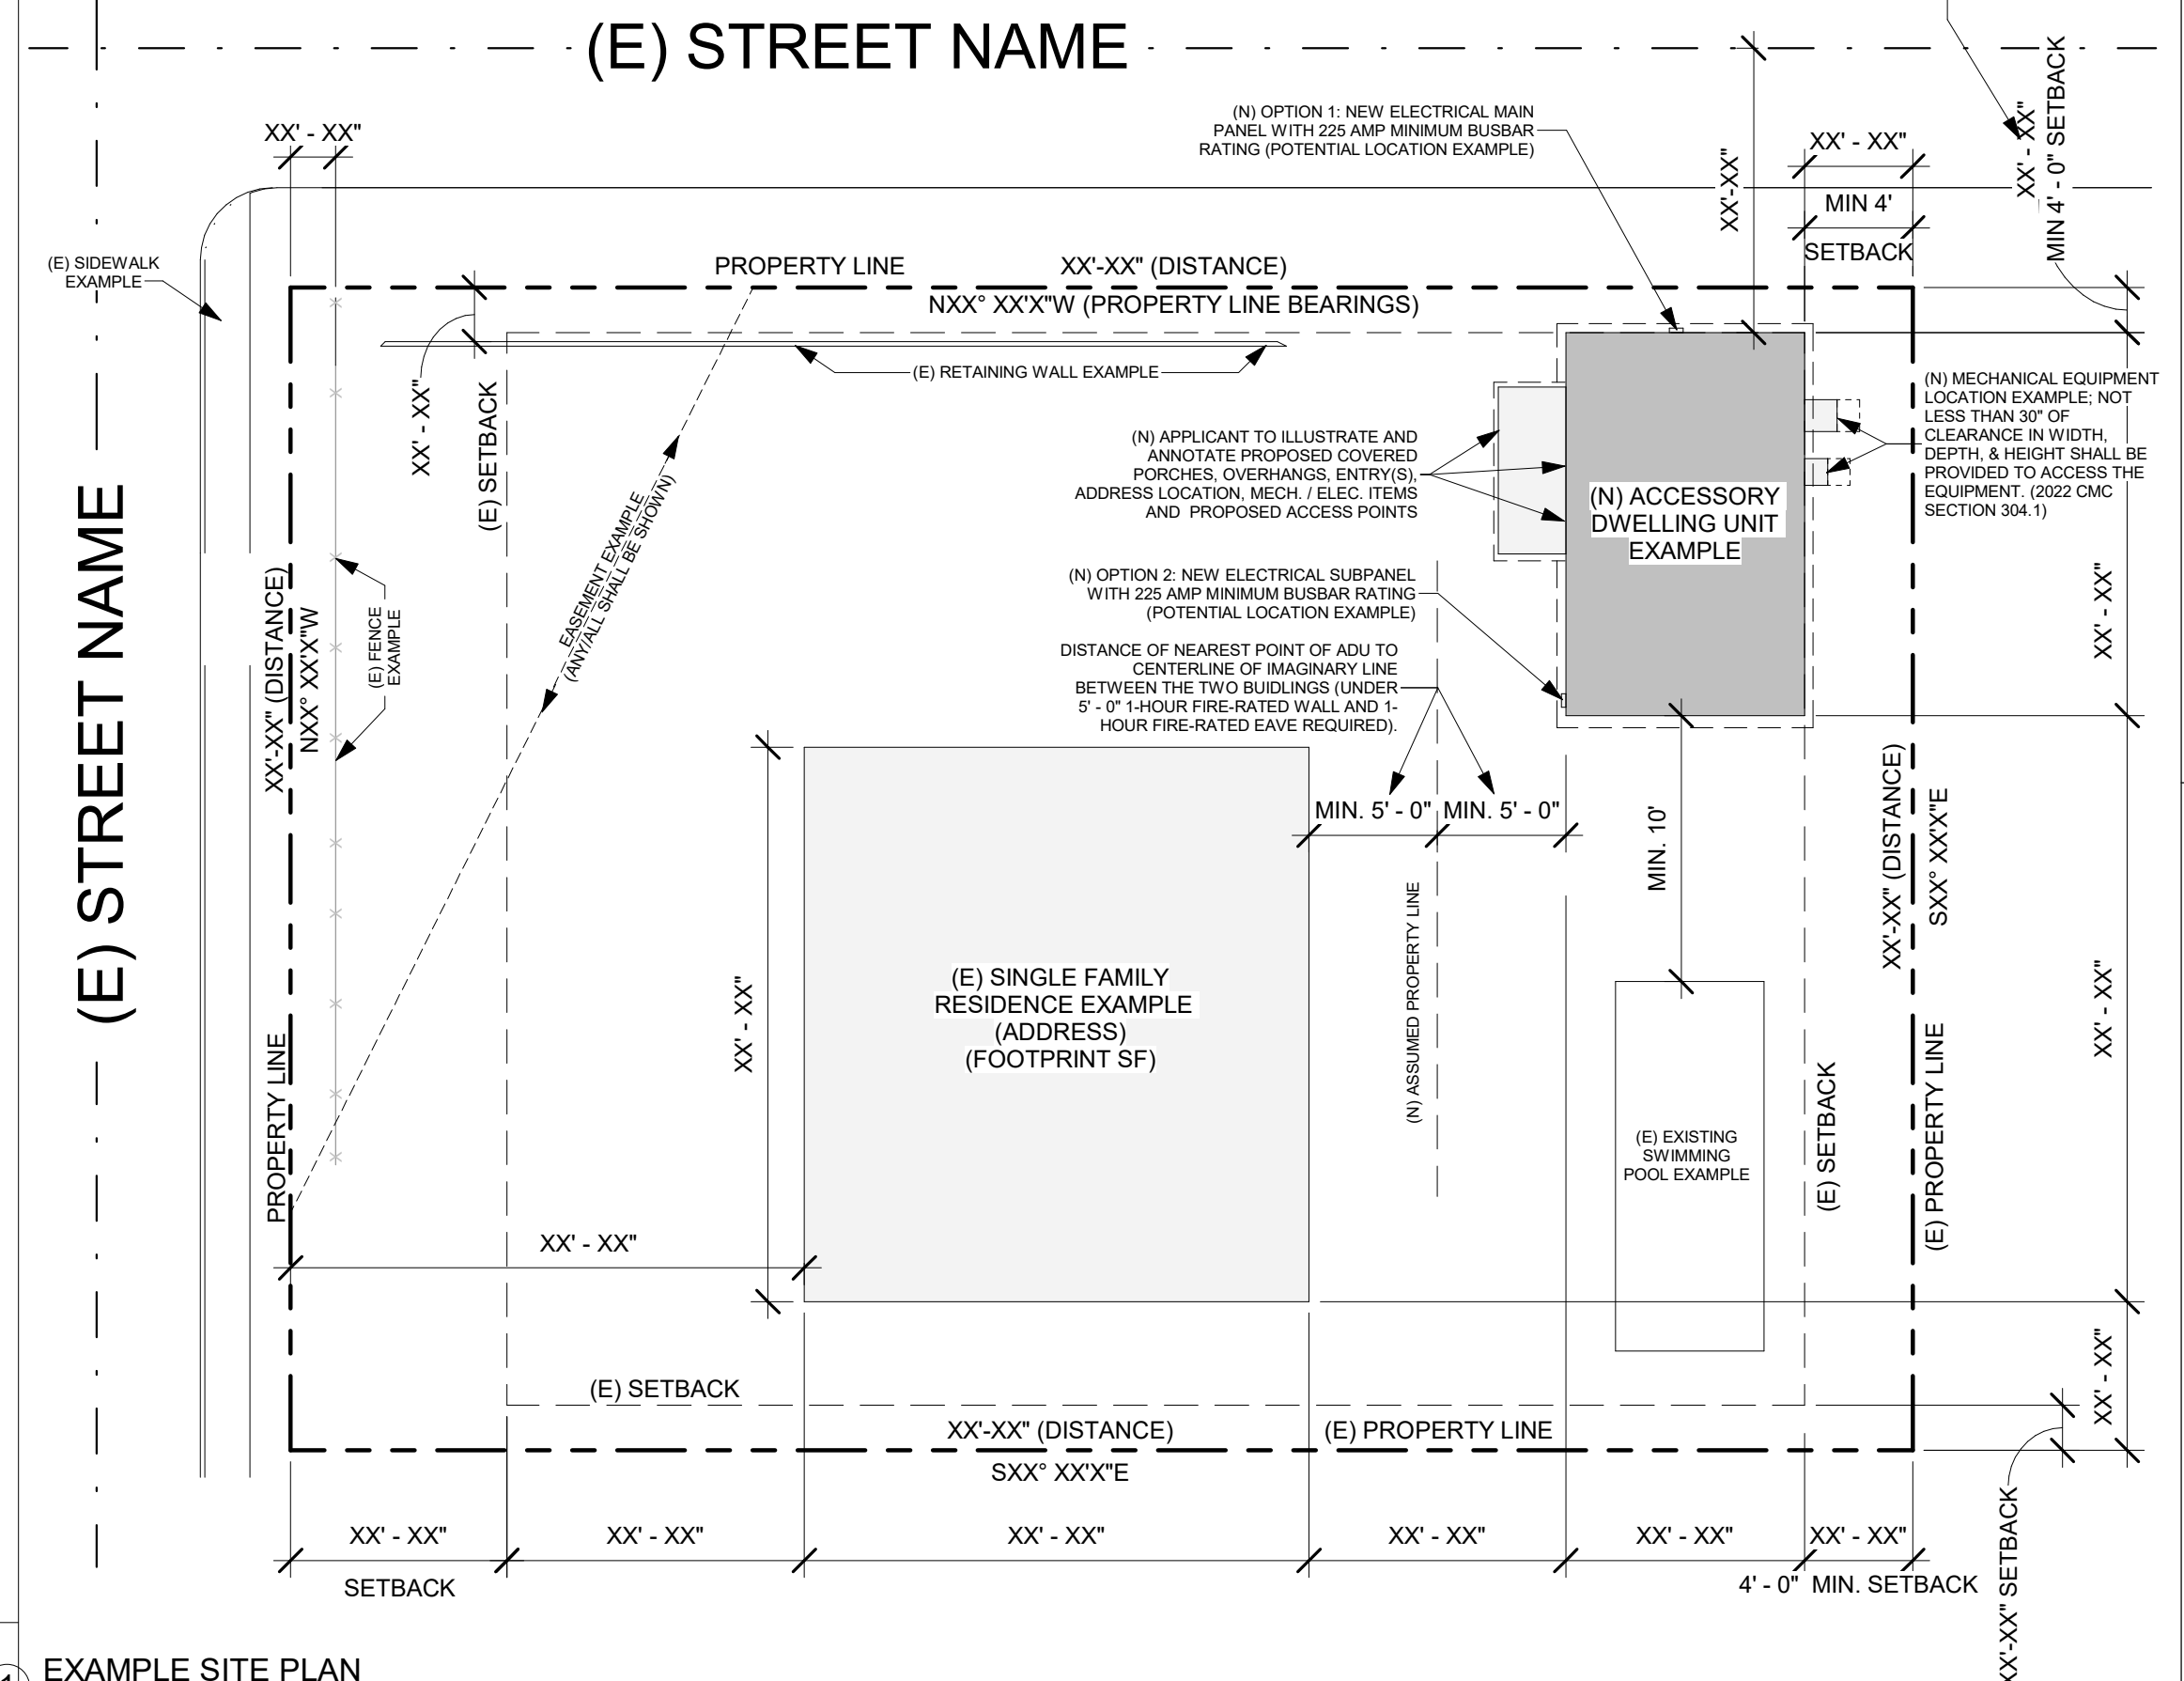 (E) STREET NAME
XX' - XX"
(N) OPTION 1: NEW ELECTRICAL MAIN
PANEL WITH 225 AMP MINIMUM BUSBAR
RATING (POTENTIAL LOCATION EXAMPLE)
XX'-XX"
XX' - XX"
MIN 4'
SETBACK
XX' - XX"
MIN 4' - 0" SETBACK
(E) SIDEWALK
EXAMPLE
PROPERTY LINE
XX'-XX" (DISTANCE)
NXX° XX'X"W (PROPERTY LINE BEARINGS)
XX' - XX"
(E) SETBACK
(E) RETAINING WALL EXAMPLE
(N) MECHANICAL EQUIPMENT
LOCATION EXAMPLE; NOT
LESS THAN 30" OF
CLEARANCE IN WIDTH,
DEPTH, & HEIGHT SHALL BE
PROVIDED TO ACCESS THE
EQUIPMENT. (2022 CMC
SECTION 304.1)
(N) APPLICANT TO ILLUSTRATE AND
ANNOTATE PROPOSED COVERED
PORCHES, OVERHANGS, ENTRY(S),
ADDRESS LOCATION, MECH. / ELEC. ITEMS
AND PROPOSED ACCESS POINTS
(N) ACCESSORY
DWELLING UNIT
EXAMPLE
(E) STREET NAME
XX'-XX" (DISTANCE)
NXX° XX'X"W
(E) FENCE
EXAMPLE
EASEMENT EXAMPLE
(ANY/ALL SHALL BE SHOWN)
(N) OPTION 2: NEW ELECTRICAL SUBPANEL
WITH 225 AMP MINIMUM BUSBAR RATING
(POTENTIAL LOCATION EXAMPLE)
XX' - XX"
DISTANCE OF NEAREST POINT OF ADU TO
CENTERLINE OF IMAGINARY LINE
BETWEEN THE TWO BUIDLINGS (UNDER
5' - 0" 1-HOUR FIRE-RATED WALL AND 1-
HOUR FIRE-RATED EAVE REQUIRED).
MIN. 5' - 0"
MIN. 5' - 0"
MIN. 10'
XX'-XX" (DISTANCE)
SXX° XX'X"E
XX' - XX"
(E) SINGLE FAMILY
RESIDENCE EXAMPLE
(ADDRESS)
(FOOTPRINT SF)
(N) ASSUMED PROPERTY LINE
XX' - XX"
PROPERTY LINE
(E) EXISTING
SWIMMING
POOL EXAMPLE
(E) SETBACK
(E) PROPERTY LINE
XX' - XX"
XX' - XX"
(E) SETBACK
XX'-XX" (DISTANCE)
(E) PROPERTY LINE
SXX° XX'X"E
XX' - XX"
SETBACK
XX' - XX"
XX' - XX"
XX' - XX"
XX' - XX"
XX' - XX"
4' - 0" MIN. SETBACK
XX'-XX" SETBACK
1
EXAMPLE SITE PLAN